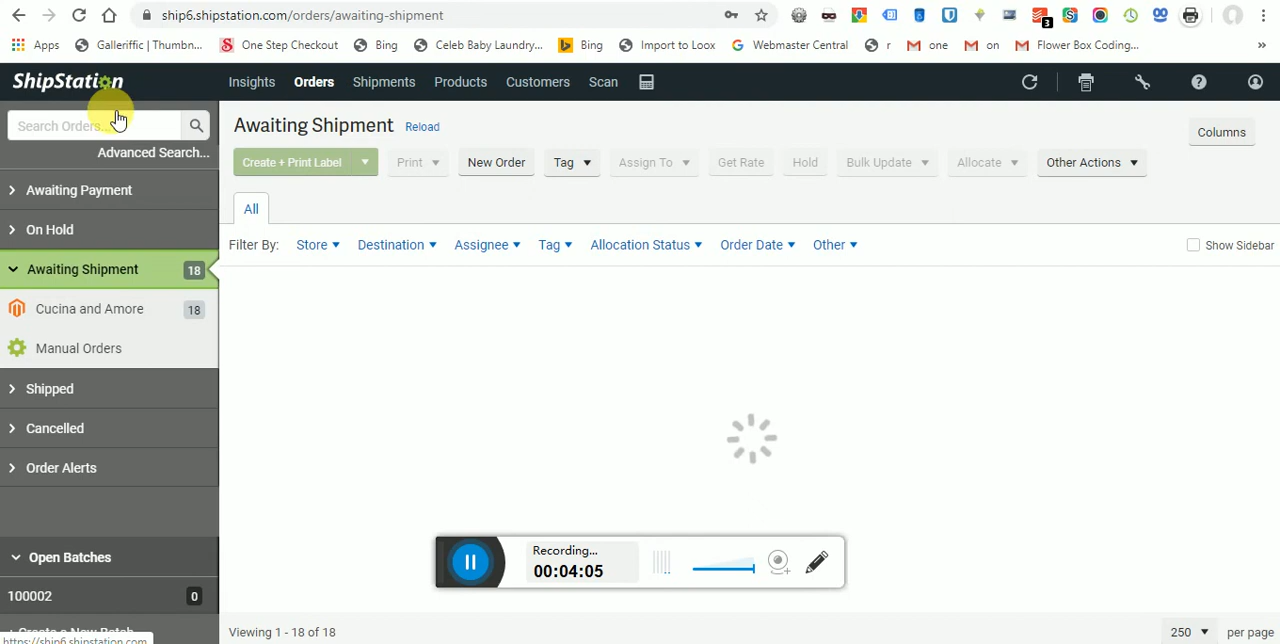 ship6.shipstation.com/orders/awaiting-shipment
3
Apps Galleriffic | Thumbn... One Step Checkout Bing Celeb Baby Laundry... Bing Import to Loox Webmaster Central r one on Flower Box Coding... »
ShipStation Insights Orders Shipments Products Customers Scan
Search Orders...
Advanced Search...
Awaiting Shipment Reload
Columns
Create + Print Label Print New Order Tag Assign To Get Rate Hold Bulk Update Allocate Other Actions
All
Filter By: Store Destination Assignee Tag Allocation Status Order Date Other Show Sidebar
Awaiting Payment
On Hold
Awaiting Shipment 18
Cucina and Amore 18
Manual Orders
Shipped
Cancelled
Order Alerts
Open Batches
100002 0
+ Create a New Batch
https://ship6.shipstation.com
Recording...
00:04:05
Viewing 1 - 18 of 18
250 per page